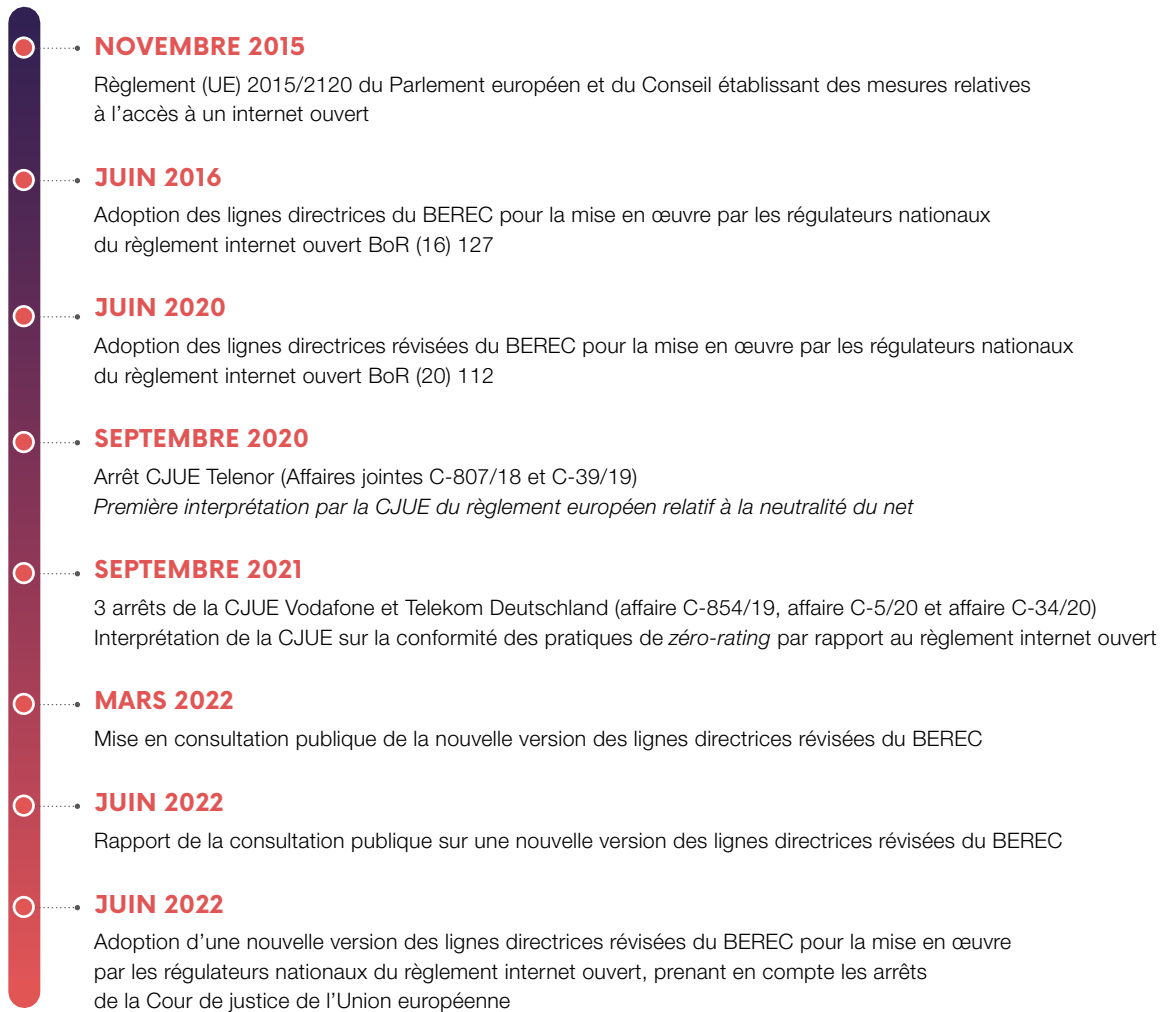 NOVEMBRE 2015
Règlement (UE) 2015/2120 du Parlement européen et du Conseil établissant des mesures relatives
à l’accès à un internet ouvert
JUIN 2016
Adoption des lignes directrices du BEREC pour la mise en œuvre par les régulateurs nationaux
du règlement internet ouvert BoR (16) 127
JUIN 2020
Adoption des lignes directrices révisées du BEREC pour la mise en œuvre par les régulateurs nationaux
du règlement internet ouvert BoR (20) 112
SEPTEMBRE 2020
Arrêt CJUE Telenor (Affaires jointes C-807/18 et C-39/19)
Première interprétation par la CJUE du règlement européen relatif à la neutralité du net
SEPTEMBRE 2021
3 arrêts de la CJUE Vodafone et Telekom Deutschland (affaire C-854/19, affaire C-5/20 et affaire C-34/20)
Interprétation de la CJUE sur la conformité des pratiques de zéro-rating par rapport au règlement internet ouvert
MARS 2022
Mise en consultation publique de la nouvelle version des lignes directrices révisées du BEREC
JUIN 2022
Rapport de la consultation publique sur une nouvelle version des lignes directrices révisées du BEREC
JUIN 2022
Adoption d’une nouvelle version des lignes directrices révisées du BEREC pour la mise en œuvre
par les régulateurs nationaux du règlement internet ouvert, prenant en compte les arrêts
de la Cour de justice de l’Union européenne